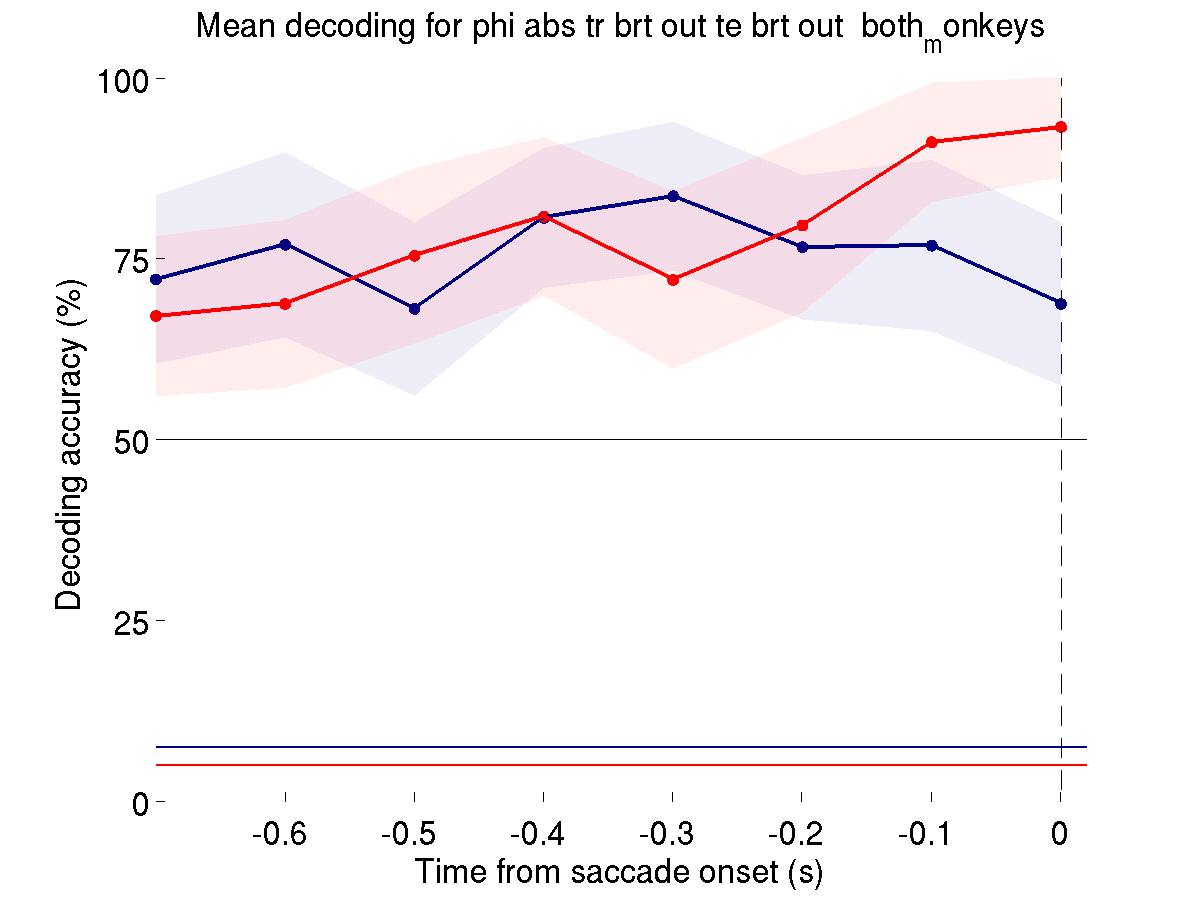 Mean decoding for phi abs tr brt out te brt out both_monkeys
100
75
50
25
0
Decoding accuracy (%)
-0.6 -0.5 -0.4 -0.3 -0.2 -0.1 0
Time from saccade onset (s)